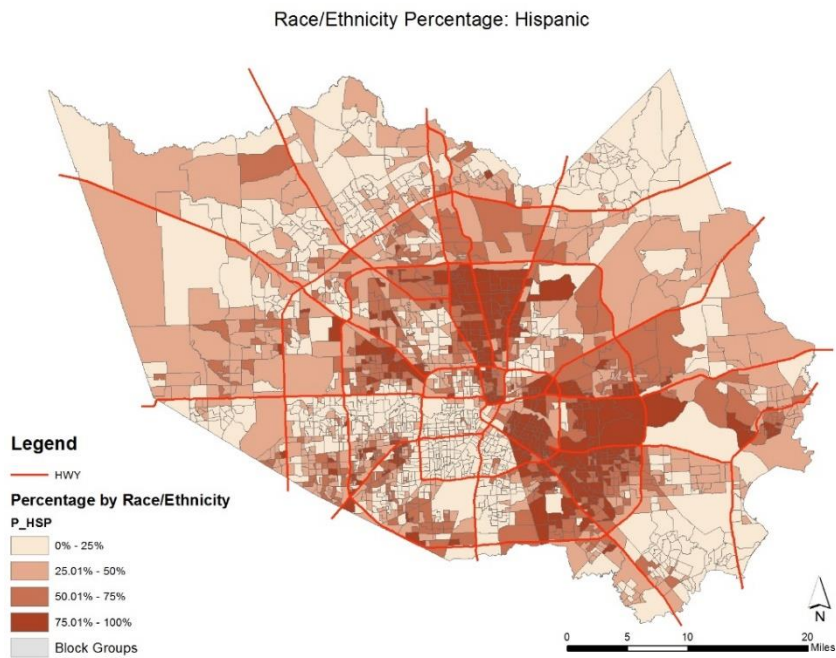 Race/Ethnicity Percentage: Hispanic
Legend
HWY
Percentage by Race/Ethnicity
P_HSP
0% - 25%
25.01% - 50%
50.01% - 75%
75.01% - 100%
Block Groups
N
0 5 10 20
Miles